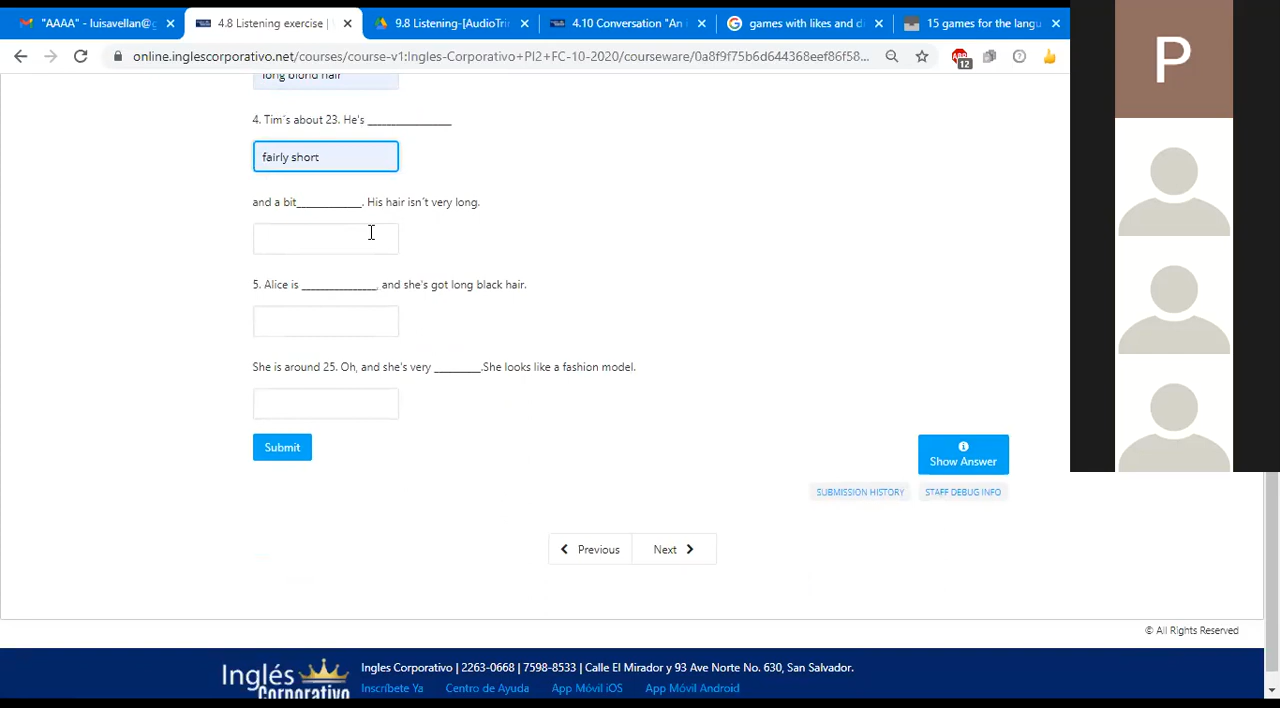 "AAAA" - luisavellan@g
4.8 Listening exercise |
9.8 Listening-[AudioTri
4.10 Conversation "An i
games with likes and d
15 games for the langu
online.inglescorporativo.net/courses/course-v1:Ingles-Corporativo+PI2+FC-10-2020/courseware/0a8f9f75b6d644368eef86f58...
12
long blond hair
4. Tim´s about 23. He's ________________
fairly short
and a bit____________. His hair isn't very long.
5. Alice is ______________, and she's got long black hair.
She is around 25. Oh, and she's very _________.She looks like a fashion model.
Submit
Show Answer
SUBMISSION HISTORY
STAFF DEBUG INFO
Previous
Next
© All Rights Reserved
Inglés
Corporativo
Ingles Corporativo | 2263-0668 | 7598-8533 | Calle El Mirador y 93 Ave Norte No. 630, San Salvador.
Inscríbete Ya
Centro de Ayuda
App Móvil iOS
App Móvil Android
P